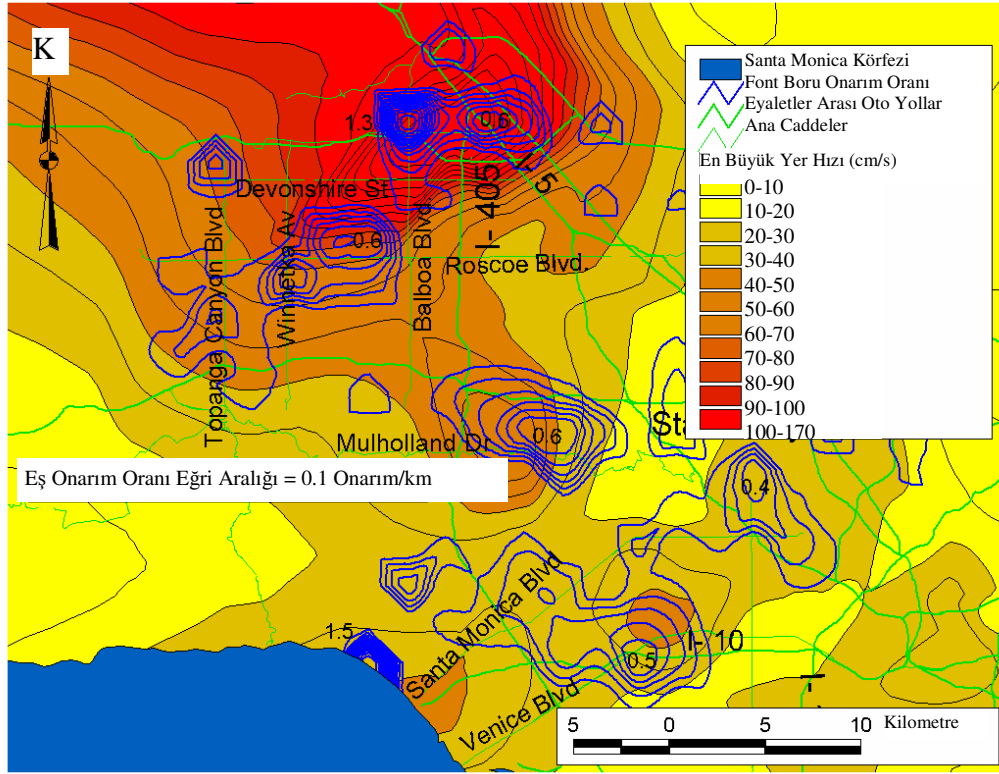 K
Santa Monica Körfezi
Font Boru Onarım Oranı
Eyaletler Arası Oto Yollar
Ana Caddeler
En Büyük Yer Hızı (cm/s)
0-10
10-20
20-30
30-40
40-50
50-60
60-70
70-80
80-90
90-100
100-170
1.3
0.6
I-5
Devonshire St
I-405
0.6
Roscoe Blvd.
Topanga Canyon Blvd
Winnetka Av
Balboa Blvd.
Mulholland Dr
0.6
Sta
Eş Onarım Oranı Eğri Aralığı = 0.1 Onarım/km
0.4
1.5
Santa Monica Blvd
I-10
0.5
Venice Blvd
5 0 5 10 Kilometre